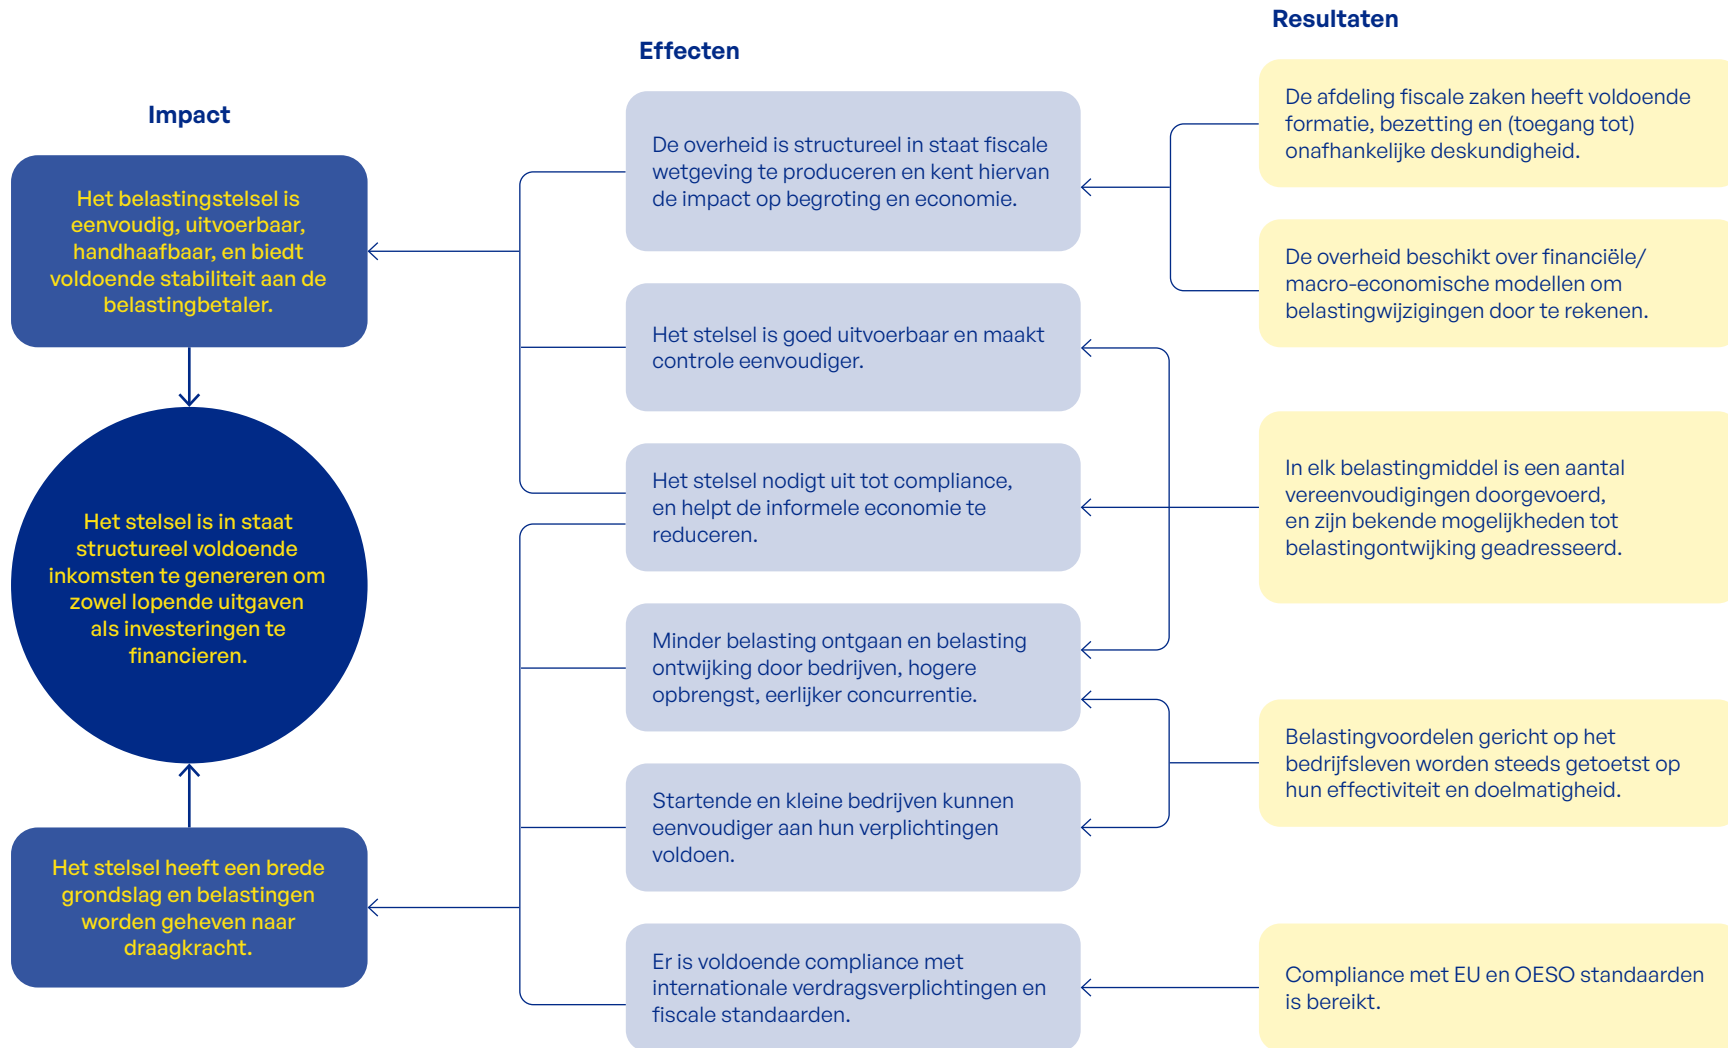 Impact
Het belastingstelsel is
eenvoudig, uitvoerbaar,
handhaafbaar, en biedt
voldoende stabiliteit aan de
belastingbetaler.
Het stelsel is in staat
structureel voldoende
inkomsten te genereren om
zowel lopende uitgaven
als investeringen te
financieren.
Het stelsel heeft een brede
grondslag en belastingen
worden geheven naar
draagkracht.
Effecten
De overheid is structureel in staat fiscale
wetgeving te produceren en kent hiervan
de impact op begroting en economie.
Het stelsel is goed uitvoerbaar en maakt
controle eenvoudiger.
Het stelsel nodigt uit tot compliance,
en helpt de informele economie te
reduceren.
Minder belasting ontgaan en belasting
ontwijking door bedrijven, hogere
opbrengst, eerlijker concurrentie.
Startende en kleine bedrijven kunnen
eenvoudiger aan hun verplichtingen
voldoen.
Er is voldoende compliance met
internationale verdragsverplichtingen en
fiscale standaarden.
Resultaten
De afdeling fiscale zaken heeft voldoende
formatie, bezetting en (toegang tot)
onafhankelijke deskundigheid.
De overheid beschikt over financiële/
macro-economische modellen om
belastingwijzigingen door te rekenen.
In elk belastingmiddel is een aantal
vereenvoudigingen doorgevoerd,
en zijn bekende mogelijkheden tot
belastingontwijking geadresseerd.
Belastingvoordelen gericht op het
bedrijfsleven worden steeds getoetst op
hun effectiviteit en doelmatigheid.
Compliance met EU en OESO standaarden
is bereikt.